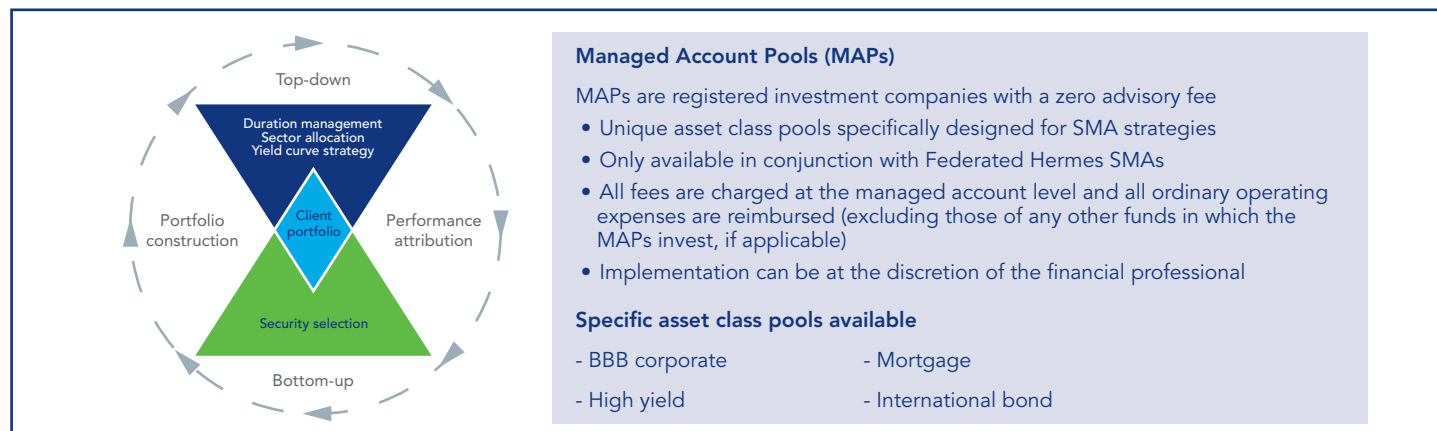 Top-down
Duration management
Sector allocation
Yield curve strategy
Portfolio
construction
Client
portfolio
Performance
attribution
Security selection
Bottom-up
Managed Account Pools (MAPs)
MAPs are registered investment companies with a zero advisory fee
• Unique asset class pools specifically designed for SMA strategies
• Only available in conjunction with Federated Hermes SMAs
• All fees are charged at the managed account level and all ordinary operating
expenses are reimbursed (excluding those of any other funds in which the
MAPs invest, if applicable)
• Implementation can be at the discretion of the financial professional
Specific asset class pools available
- BBB corporate - Mortgage
- High yield - International bond